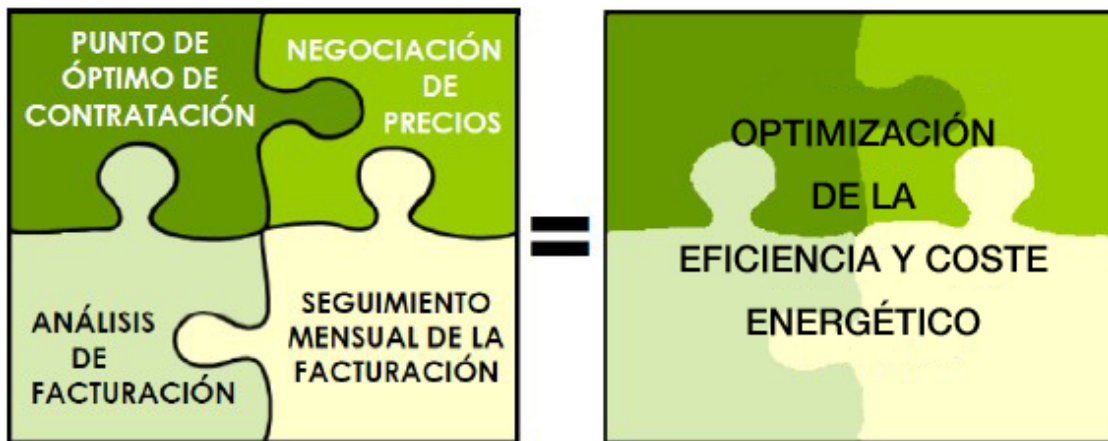 PUNTO DE
ÓPTIMO DE
CONTRATACIÓN
NEGOCIACIÓN
DE
PRECIOS
ANÁLISIS
DE
FACTURACIÓN
SEGUIMIENTO
MENSUAL DE LA
FACTURACIÓN
=
OPTIMIZACIÓN
DE LA
EFICIENCIA Y COSTE
ENERGÉTICO